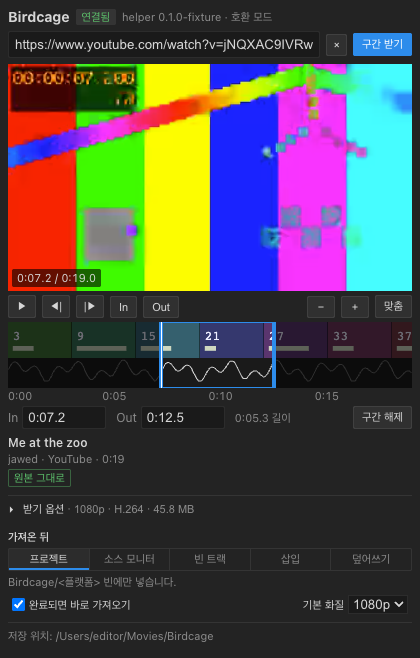 Birdcage 연결됨 helper 0.1.0-fixture · 호환 모드
https://www.youtube.com/watch?v=jNQXAC9IVRw × 구간 받기
00:00:07.200
0:07.2 / 0:19.0
In Out − + 맞춤
3 9 15 21 27 33 37
0:00 0:05 0:10 0:15
In 0:07.2 Out 0:12.5 0:05.3 길이 구간 해제
Me at the zoo
jawed · YouTube · 0:19
원본 그대로
받기 옵션 · 1080p · H.264 · 45.8 MB
가져온 뒤
프로젝트 소스 모니터 빈 트랙 삽입 덮어쓰기
Birdcage/<플랫폼> 빈에만 넣습니다.
완료되면 바로 가져오기 기본 화질 1080p
저장 위치: /Users/editor/Movies/Birdcage